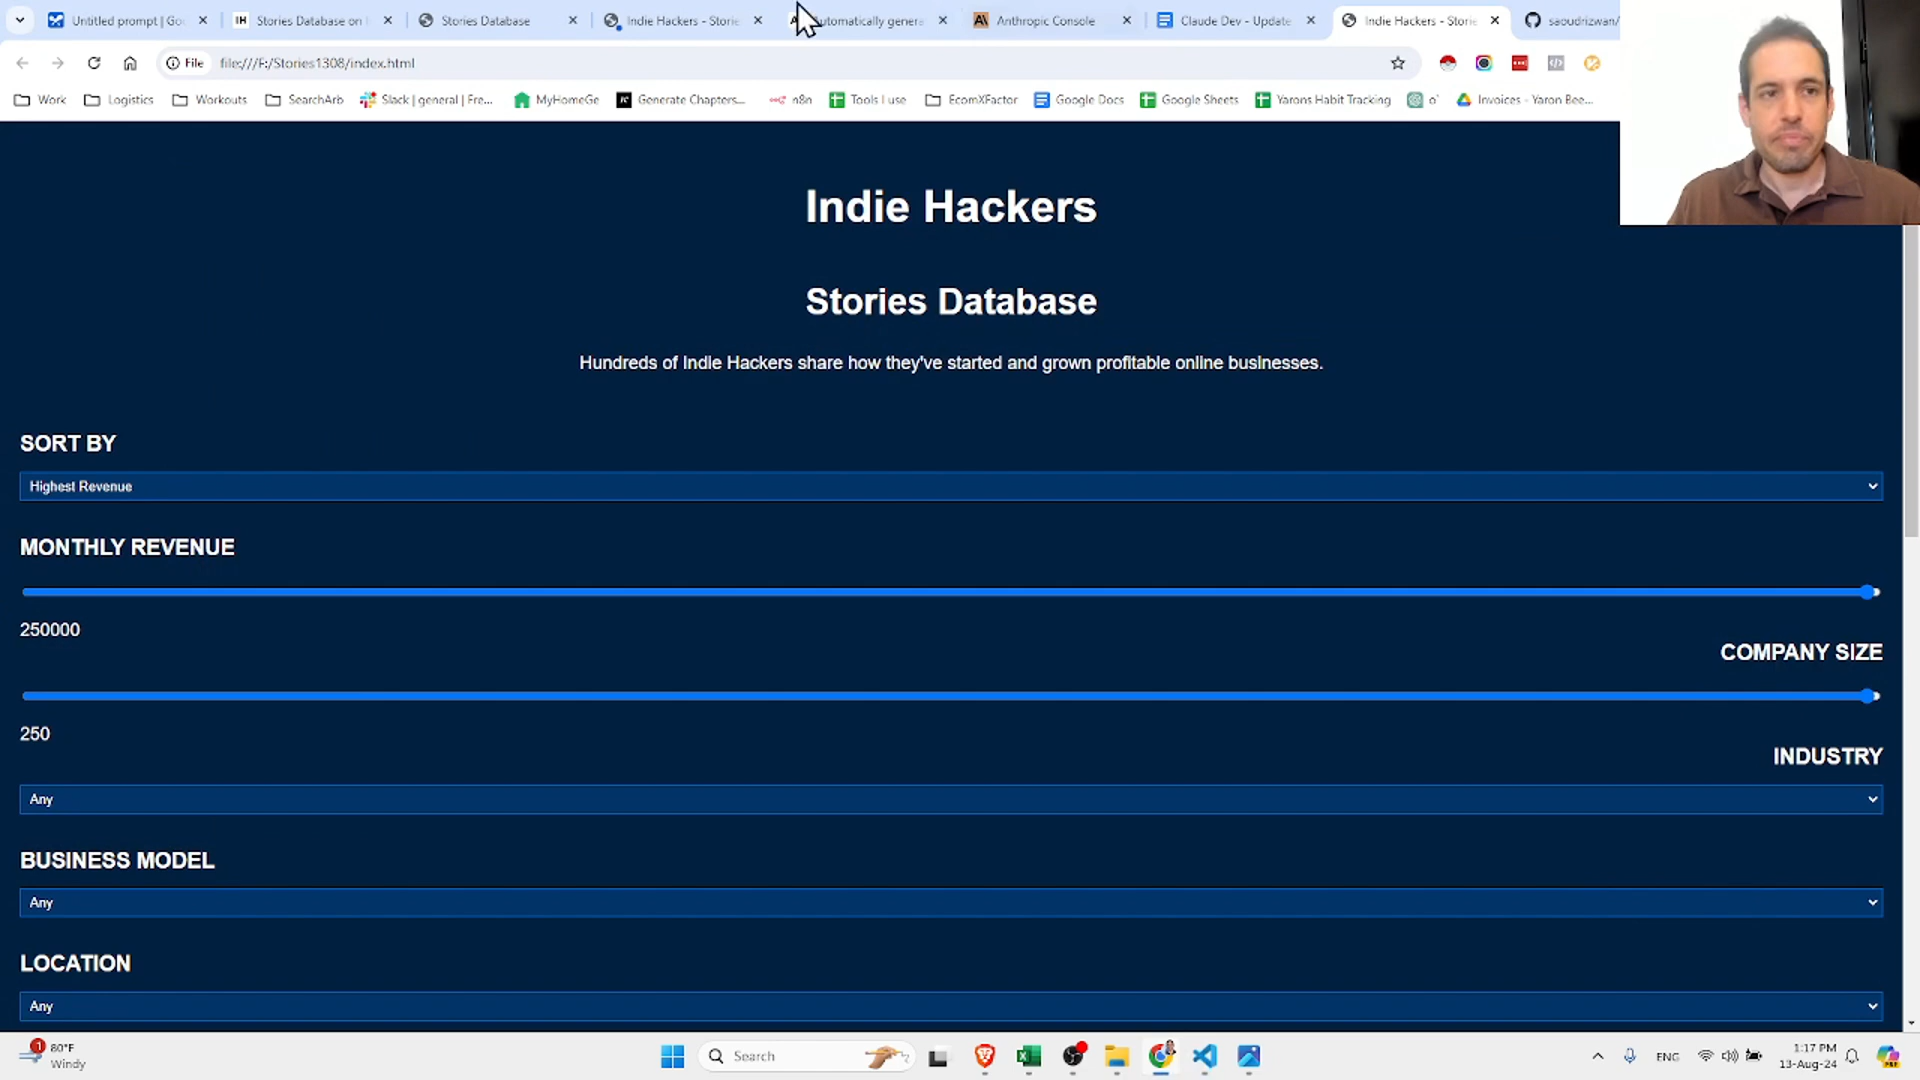 Untitled prompt | Go
Stories Database on
Stories Database
Indie Hackers - Storie
Automatically genera
Anthropic Console
Claude Dev - Update
Indie Hackers - Storie
saoudrizwan/
File
file:///F:/Stories1308/index.html
Work
Logistics
Workouts
SearchArb
Slack | general | Fre...
MyHomeGe
Generate Chapters...
n8n
Tools I use
EcomXFactor
Google Docs
Google Sheets
Yarons Habit Tracking
o'
Invoices - Yaron Bee...
Indie Hackers
Stories Database
Hundreds of Indie Hackers share how they've started and grown profitable online businesses.
SORT BY
Highest Revenue
MONTHLY REVENUE
250000
COMPANY SIZE
250
INDUSTRY
Any
BUSINESS MODEL
Any
LOCATION
Any
1
80°F
Windy
Search
ENG
1:17 PM
13-Aug-24